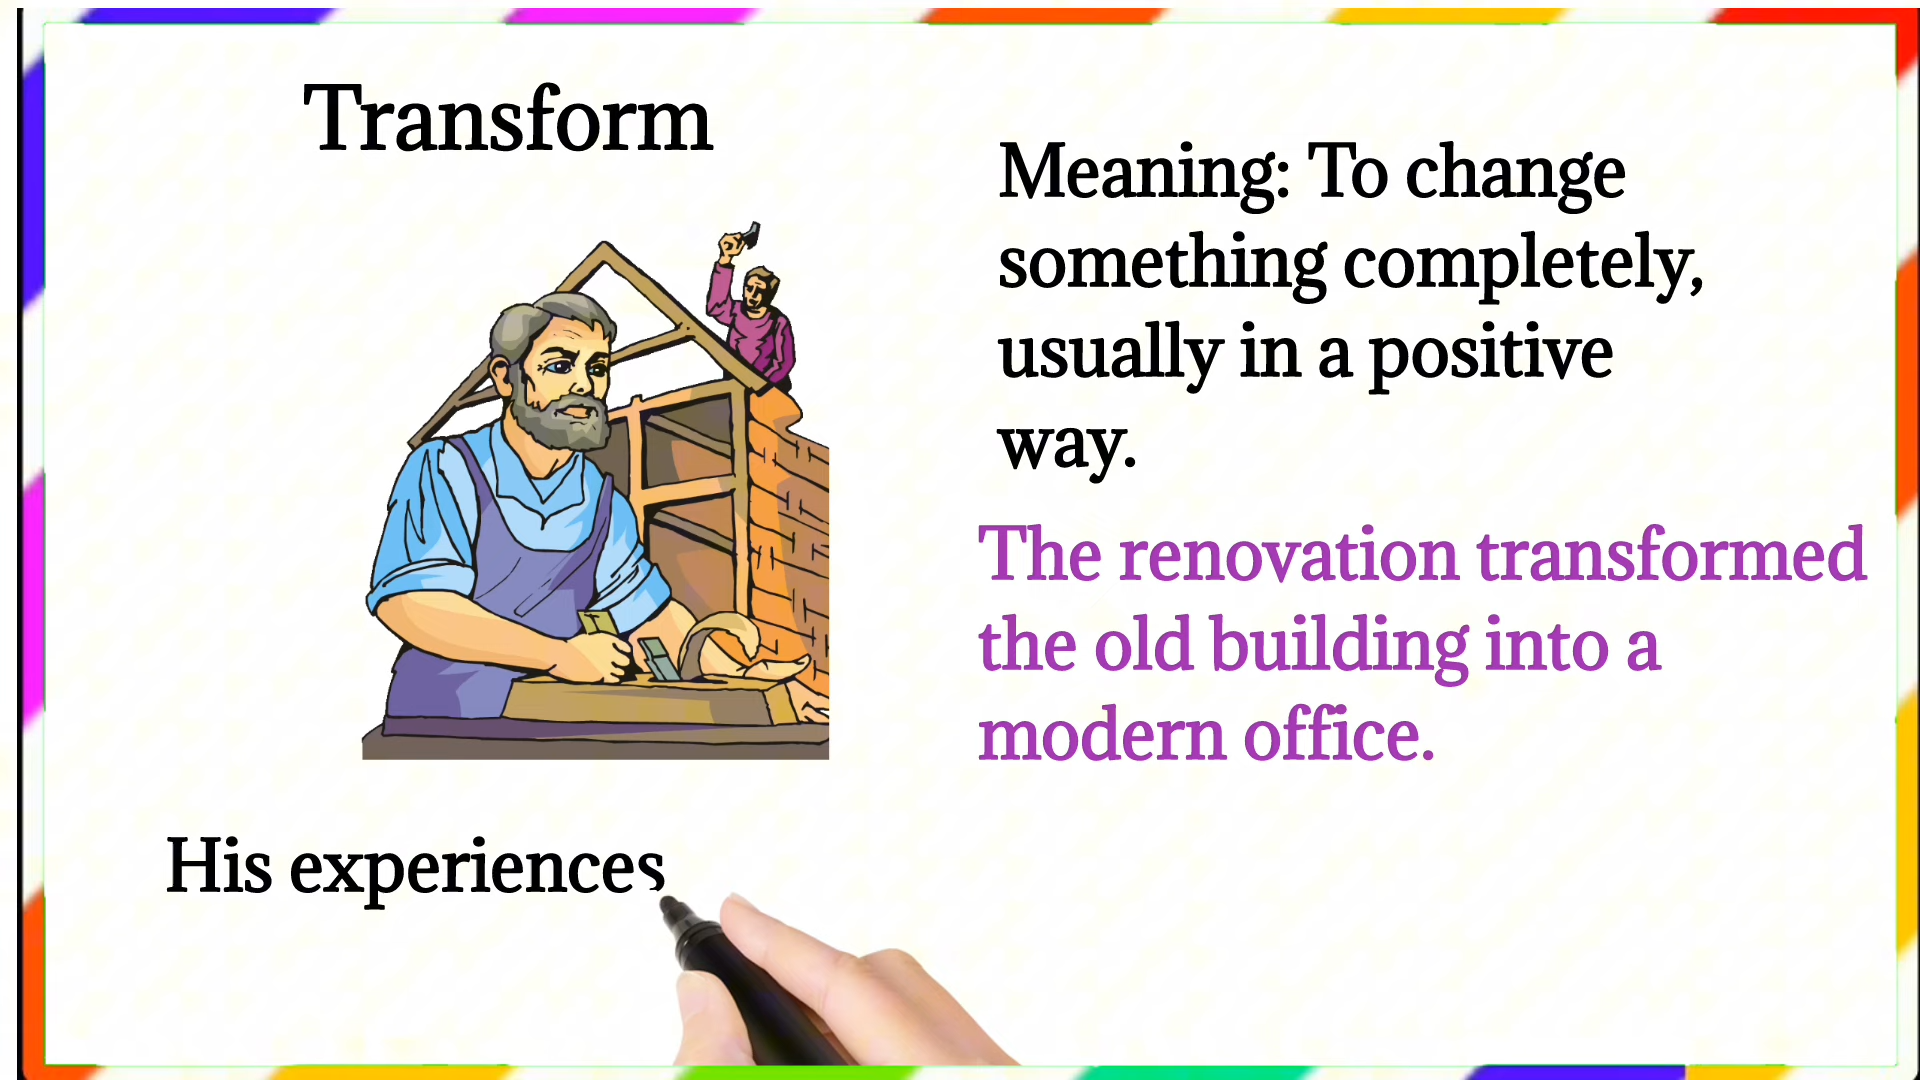 Transform
Meaning: To change
something completely,
usually in a positive
way.
The renovation transformed
the old building into a
modern office.
His experiences